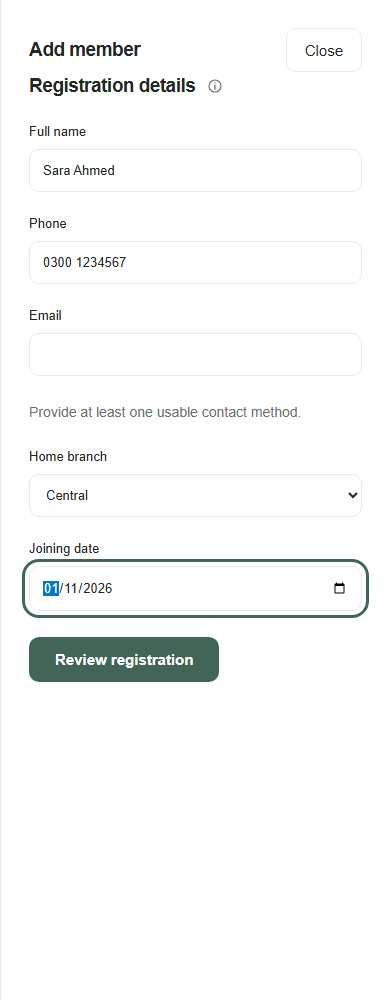 Add member
Close
Registration details
Full name
Sara Ahmed
Phone
0300 1234567
Email
Provide at least one usable contact method.
Home branch
Central
Joining date
01/11/2026
Review registration